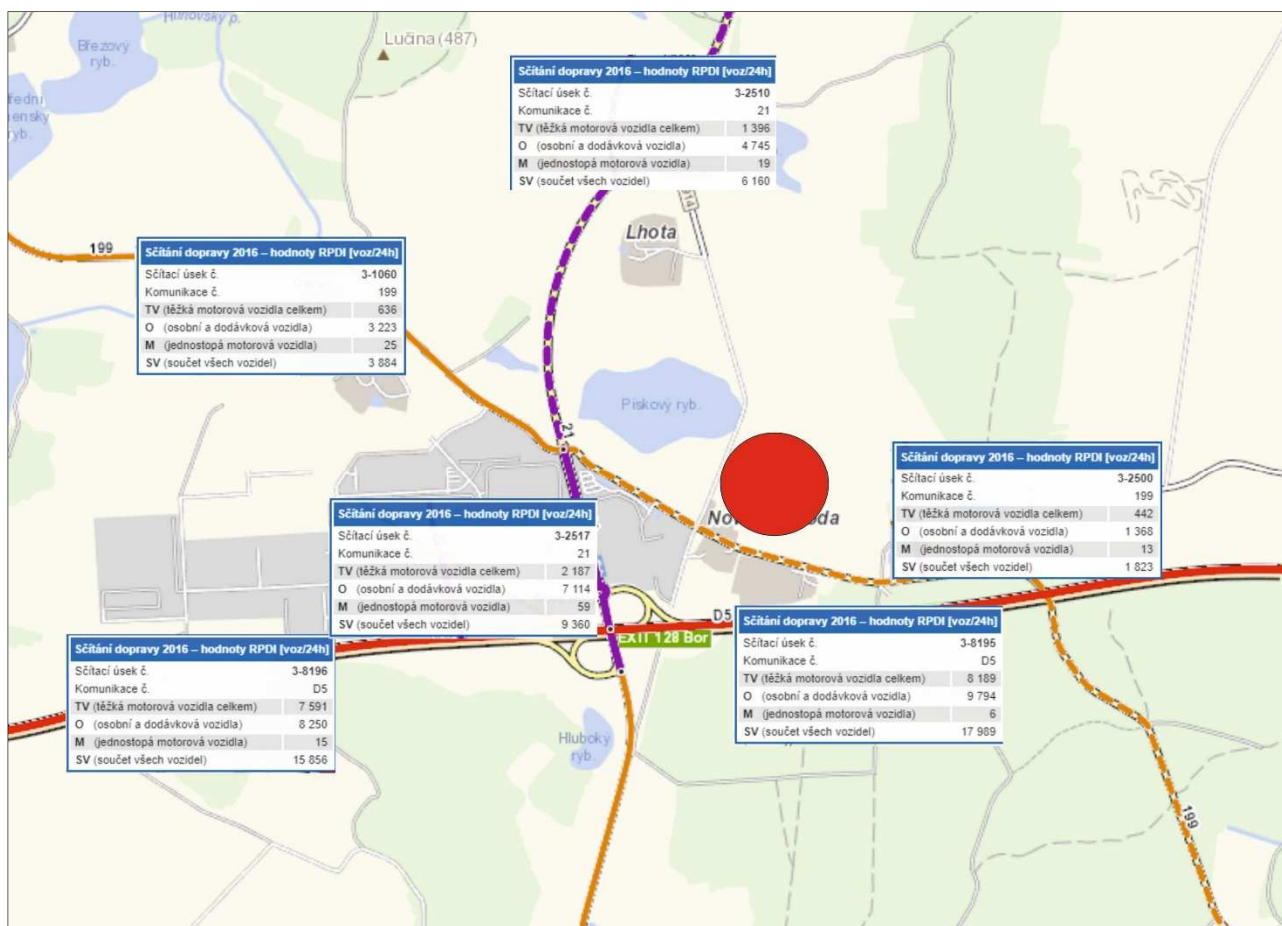 Hlinovský p.
Březový
ryb.
Lučina (487)
ryb.
Sčítání dopravy 2016 – hodnoty RPDI [voz/24h]
Sčítací úsek č. 3-2510
Komunikace č. 21
TV (těžká motorová vozidla celkem) 1 396
O (osobní a dodávková vozidla) 4 745
M (jednostopá motorová vozidla) 19
SV (součet všech vozidel) 6 160
Lhota
199
Sčítání dopravy 2016 – hodnoty RPDI [voz/24h]
Sčítací úsek č. 3-1060
Komunikace č. 199
TV (těžká motorová vozidla celkem) 636
O (osobní a dodávková vozidla) 3 223
M (jednostopá motorová vozidla) 25
SV (součet všech vozidel) 3 884
Pískový ryb.
21
Sčítání dopravy 2016 – hodnoty RPDI [voz/24h]
Sčítací úsek č. 3-2500
Komunikace č. 199
TV (těžká motorová vozidla celkem) 442
O (osobní a dodávková vozidla) 1 368
M (jednostopá motorová vozidla) 13
SV (součet všech vozidel) 1 823
Sčítání dopravy 2016 – hodnoty RPDI [voz/24h]
Sčítací úsek č. 3-2517
Komunikace č. 21
TV (těžká motorová vozidla celkem) 2 187
O (osobní a dodávková vozidla) 7 114
M (jednostopá motorová vozidla) 59
SV (součet všech vozidel) 9 360
D5
EXIT 128 Bor
Sčítání dopravy 2016 – hodnoty RPDI [voz/24h]
Sčítací úsek č. 3-8195
Komunikace č. D5
TV (těžká motorová vozidla celkem) 8 189
O (osobní a dodávková vozidla) 9 794
M (jednostopá motorová vozidla) 6
SV (součet všech vozidel) 17 989
Sčítání dopravy 2016 – hodnoty RPDI [voz/24h]
Sčítací úsek č. 3-8196
Komunikace č. D5
TV (těžká motorová vozidla celkem) 7 591
O (osobní a dodávková vozidla) 8 250
M (jednostopá motorová vozidla) 15
SV (součet všech vozidel) 15 856
Hluboký
ryb.
199